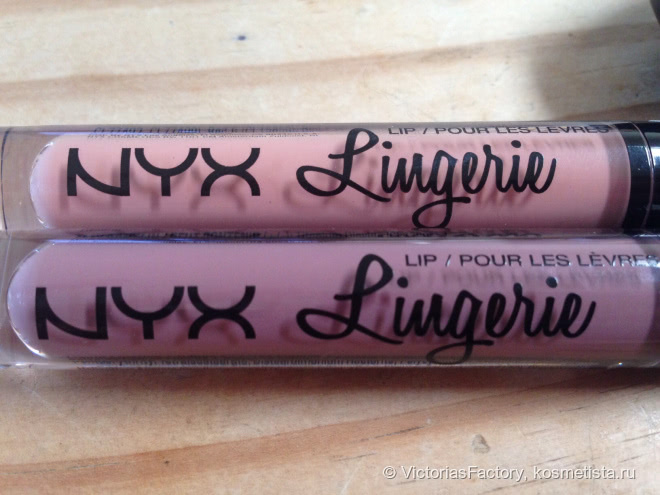 LIP / POUR LES LÈVRES
NYX Lingerie
LIP / POUR LES LÈVRES
NYX Lingerie
© VictoriasFactory, kosmetista.ru